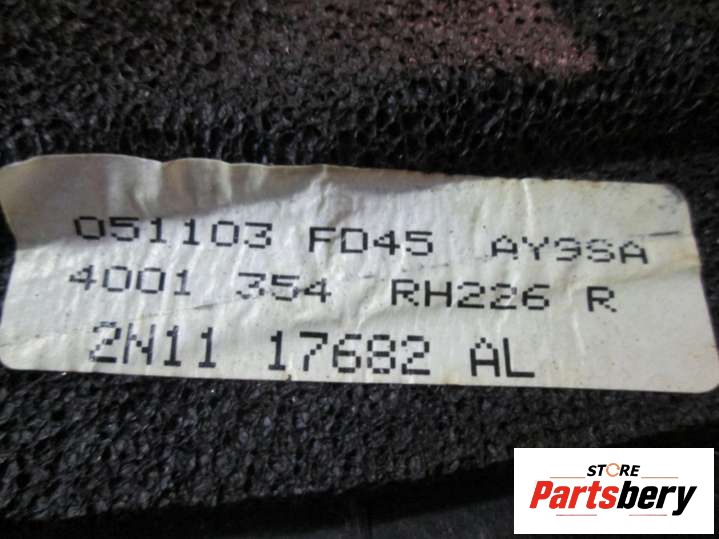 051103 FD45 AY9SA
4001 354 RH226 R
2N11 17682 AL
STORE
Partsbery